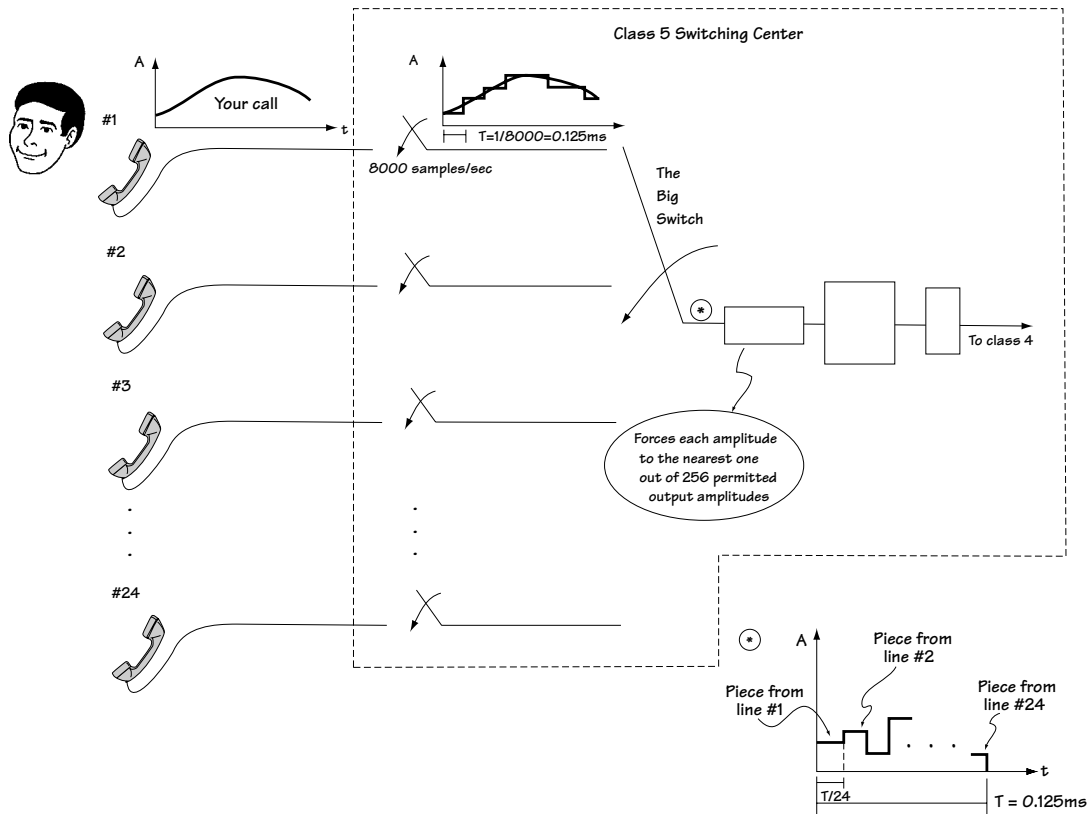 Class 5 Switching Center
A
Your call
t
#1
A
T=1/8000=0.125ms
8000 samples/sec
The
Big
Switch
#2
*
To class 4
#3
Forces each amplitude
to the nearest one
out of 256 permitted
output amplitudes
#24
*
A
Piece from
line #2
Piece from
line #1
Piece from
line #24
t
T/24
T = 0.125ms